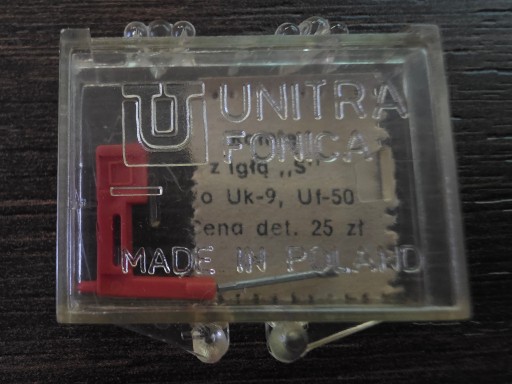 UNITRA
FONICA
z igłą „S"
o Uk-9, Uf-50
Cena det. 25 zł
MADE IN POLAND